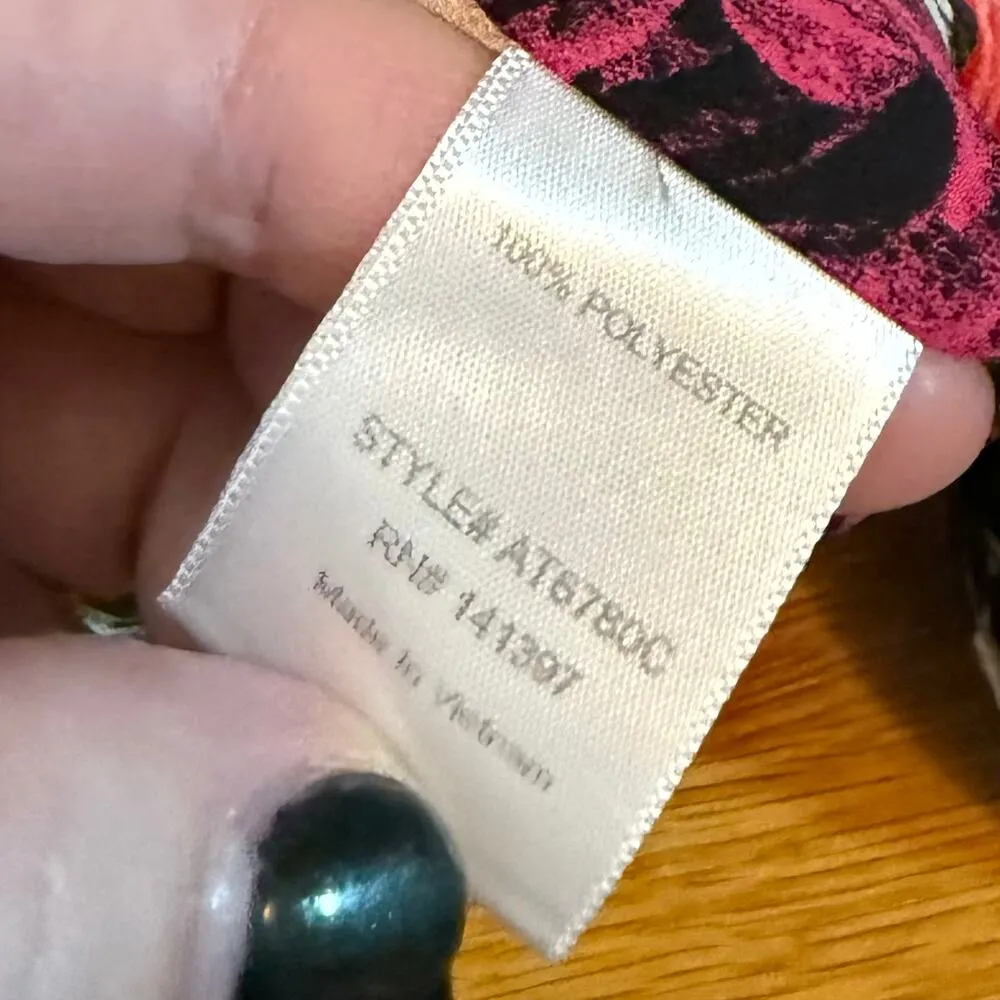 100% POLYESTER
STYLE# AT6780C
RN# 141397
Made In Vietnam